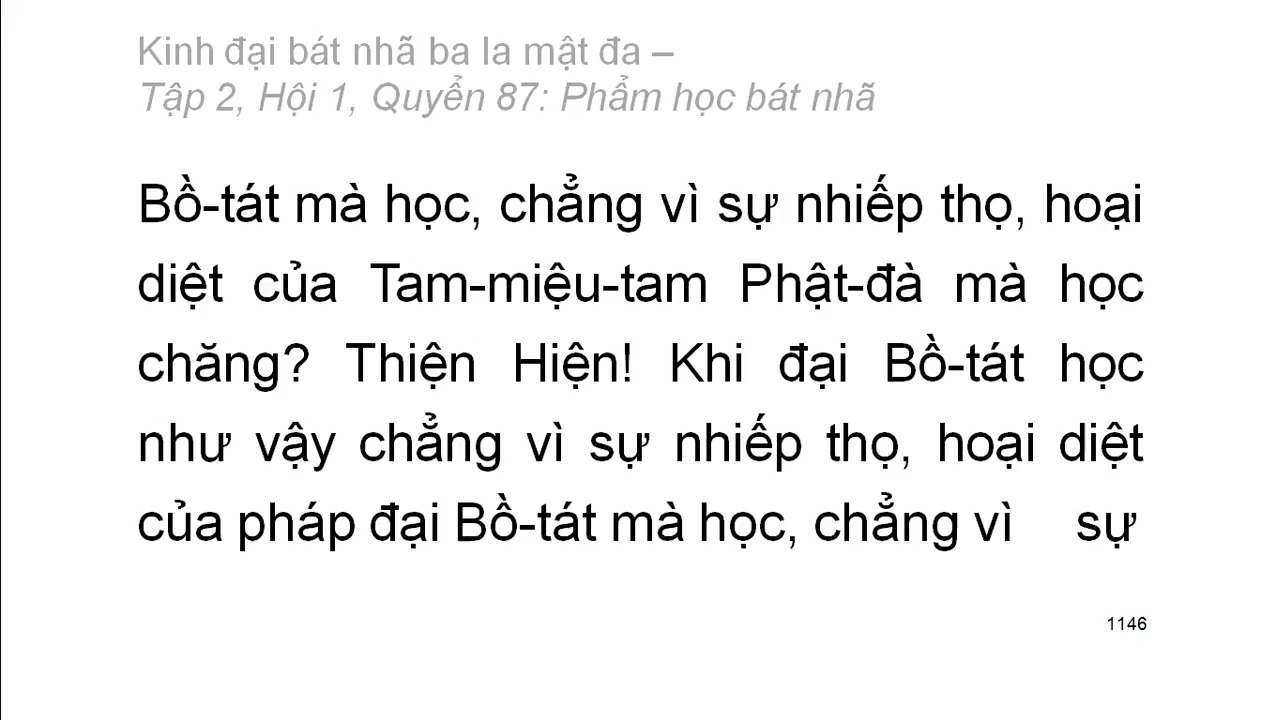 Kinh đại bát nhã ba la mật đa –
Tập 2, Hội 1, Quyển 87: Phẩm học bát nhã
Bồ-tát mà học, chẳng vì sự nhiếp thọ, hoại
diệt của Tam-miệu-tam Phật-đà mà học
chăng? Thiện Hiện! Khi đại Bồ-tát học
như vậy chẳng vì sự nhiếp thọ, hoại diệt
của pháp đại Bồ-tát mà học, chẳng vì sự
1146